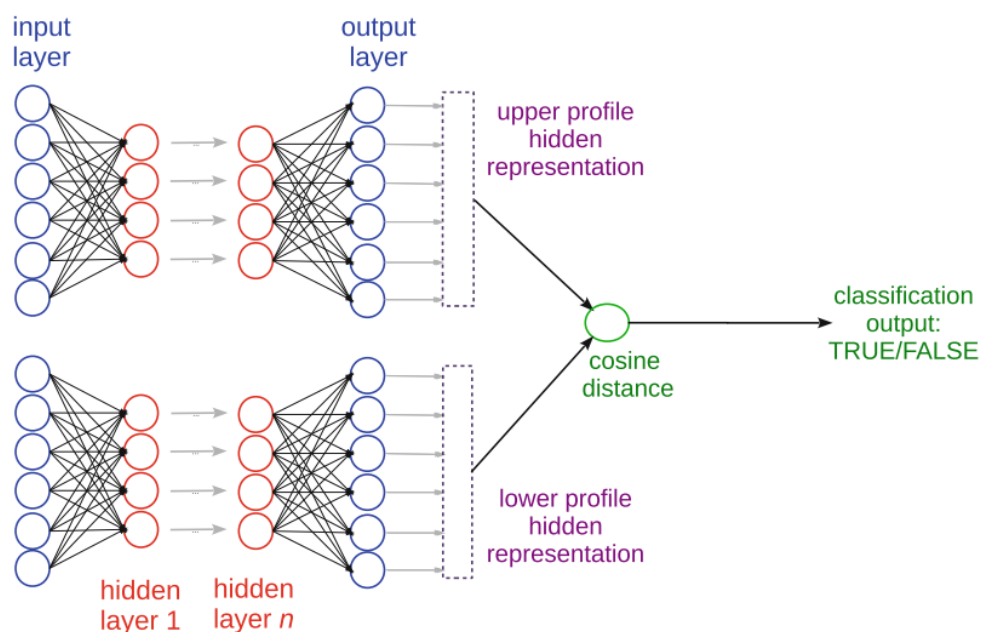 input
layer
output
layer
upper profile
hidden
representation
classification
output:
TRUE/FALSE
cosine
distance
lower profile
hidden
representation
hidden
layer 1
hidden
layer n
...
...
...
...
...
...
...
...